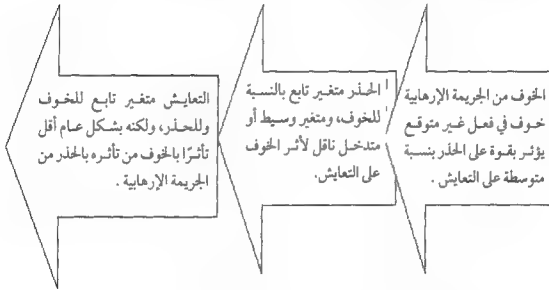 الخوف من الجريمة الإرهابية
خوف في فعل غير متوقع
يؤثر بقوة على الحذر بنسبة
متوسطة على التعايش .
الحذر متغير تابع بالنسبة
للخوف، ومتغير وسيط أو
متدخل ناقل لأثر الخوف
على التعايش.
التعايش متغير تابع للخوف
وللحذر، ولكنه بشكل عام أقل
تأثرًا بالخوف من تأثره بالحذر من
الجريمة الإرهابية .